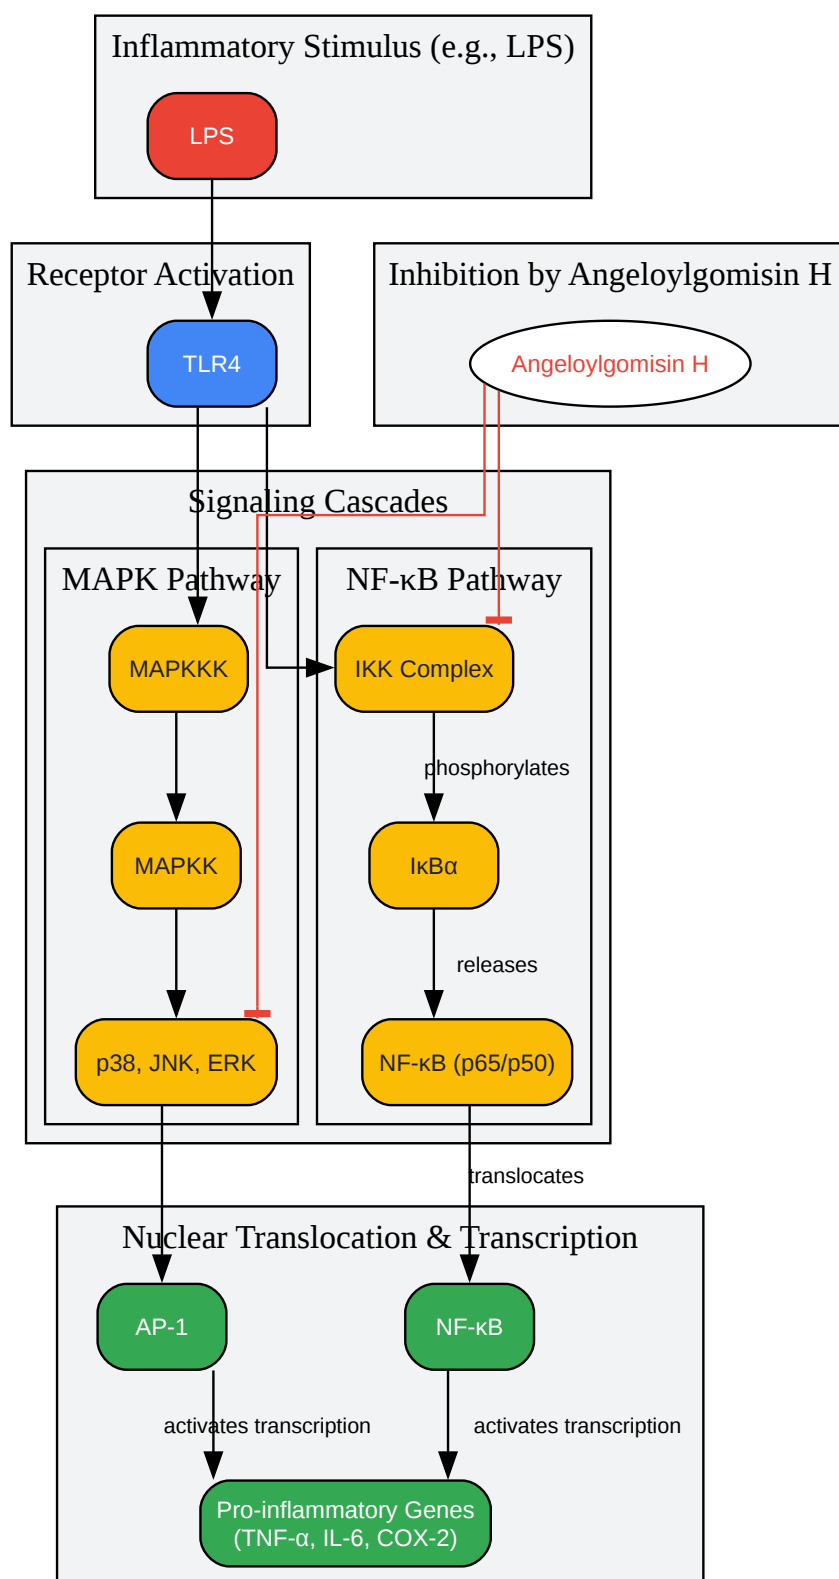 Inflammatory Stimulus (e.g., LPS)
LPS
Receptor Activation
Inhibition by Angeloylgomisin H
TLR4
Angeloylgomisin H
Signaling Cascades
MAPK Pathway
NF-κB Pathway
MAPKKK
IKK Complex
phosphorylates
MAPKK
IκBα
releases
p38, JNK, ERK
NF-κB (p65/p50)
translocates
Nuclear Translocation & Transcription
AP-1
NF-κB
activates transcription
activates transcription
Pro-inflammatory Genes
(TNF-α, IL-6, COX-2)